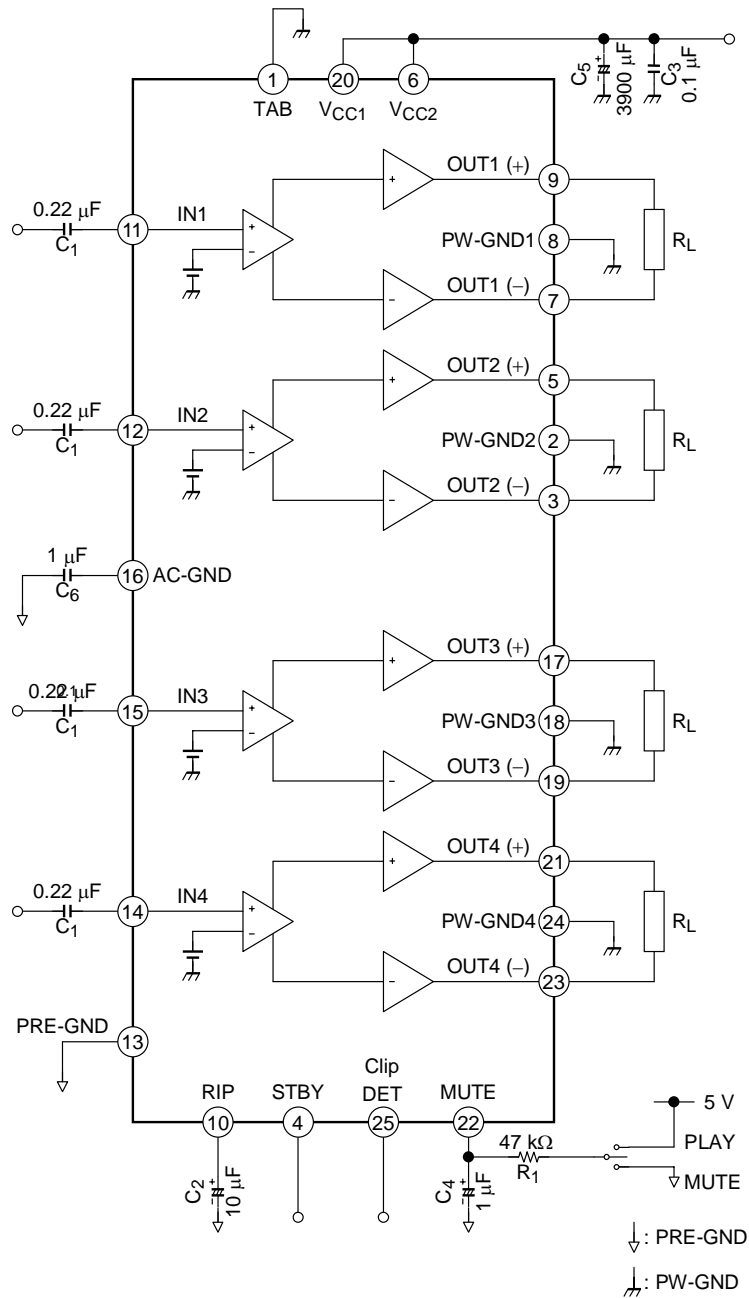 1
20
6
TAB
VCC1
VCC2
C5
3900 μF
C3
0.1 μF
OUT1 (+)
9
0.22 μF
C1
11
IN1
PW-GND1
8
RL
OUT1 (−)
7
OUT2 (+)
5
0.22 μF
C1
12
IN2
PW-GND2
2
RL
OUT2 (−)
3
1 μF
C6
16
AC-GND
OUT3 (+)
17
μF
C1
15
IN3
PW-GND3
18
RL
OUT3 (−)
19
OUT4 (+)
21
0.22 μF
C1
14
IN4
PW-GND4
24
RL
OUT4 (−)
23
PRE-GND
13
RIP
STBY
Clip
DET
MUTE
10
4
25
22
5 V
PLAY
MUTE
47 kΩ
R1
C2
10 μF
C4
1 μF
: PRE-GND
: PW-GND